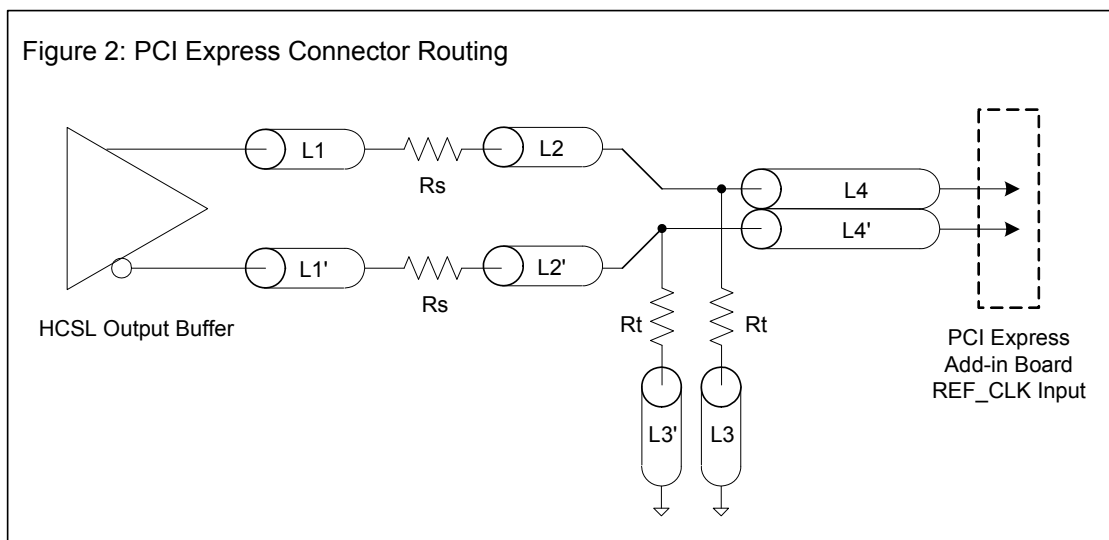 Figure 2: PCI Express Connector Routing
L1
Rs
L2
L4
L4'
L1'
Rs
L2'
HCSL Output Buffer
Rt
Rt
L3'
L3
PCI Express
Add-in Board
REF_CLK Input